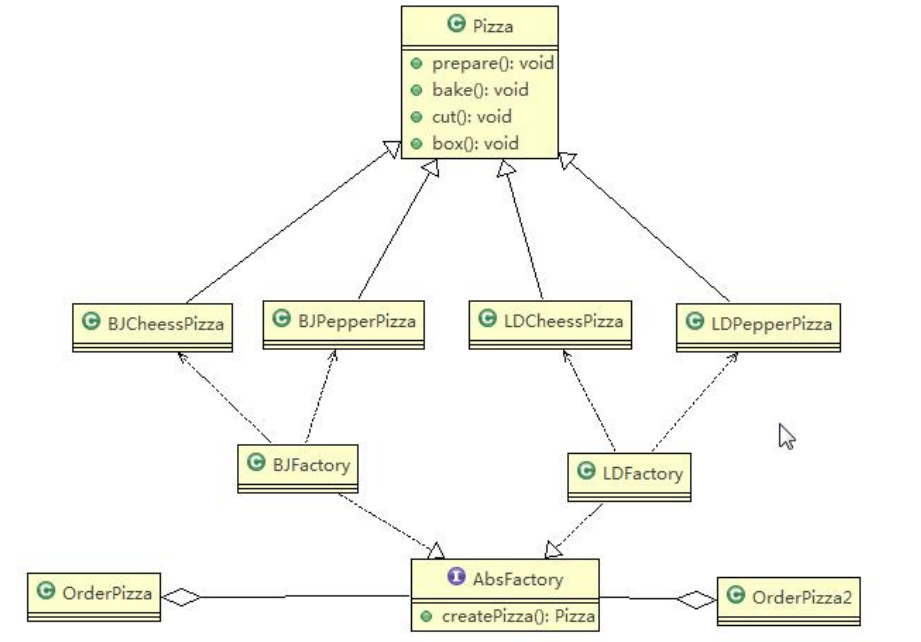 C Pizza
prepare(): void
bake(): void
cut(): void
box(): void
C BJCheessPizza
C BJPepperPizza
C LDCheessPizza
C LDPepperPizza
C BJFactory
C LDFactory
I AbsFactory
createPizza(): Pizza
C OrderPizza
C OrderPizza2